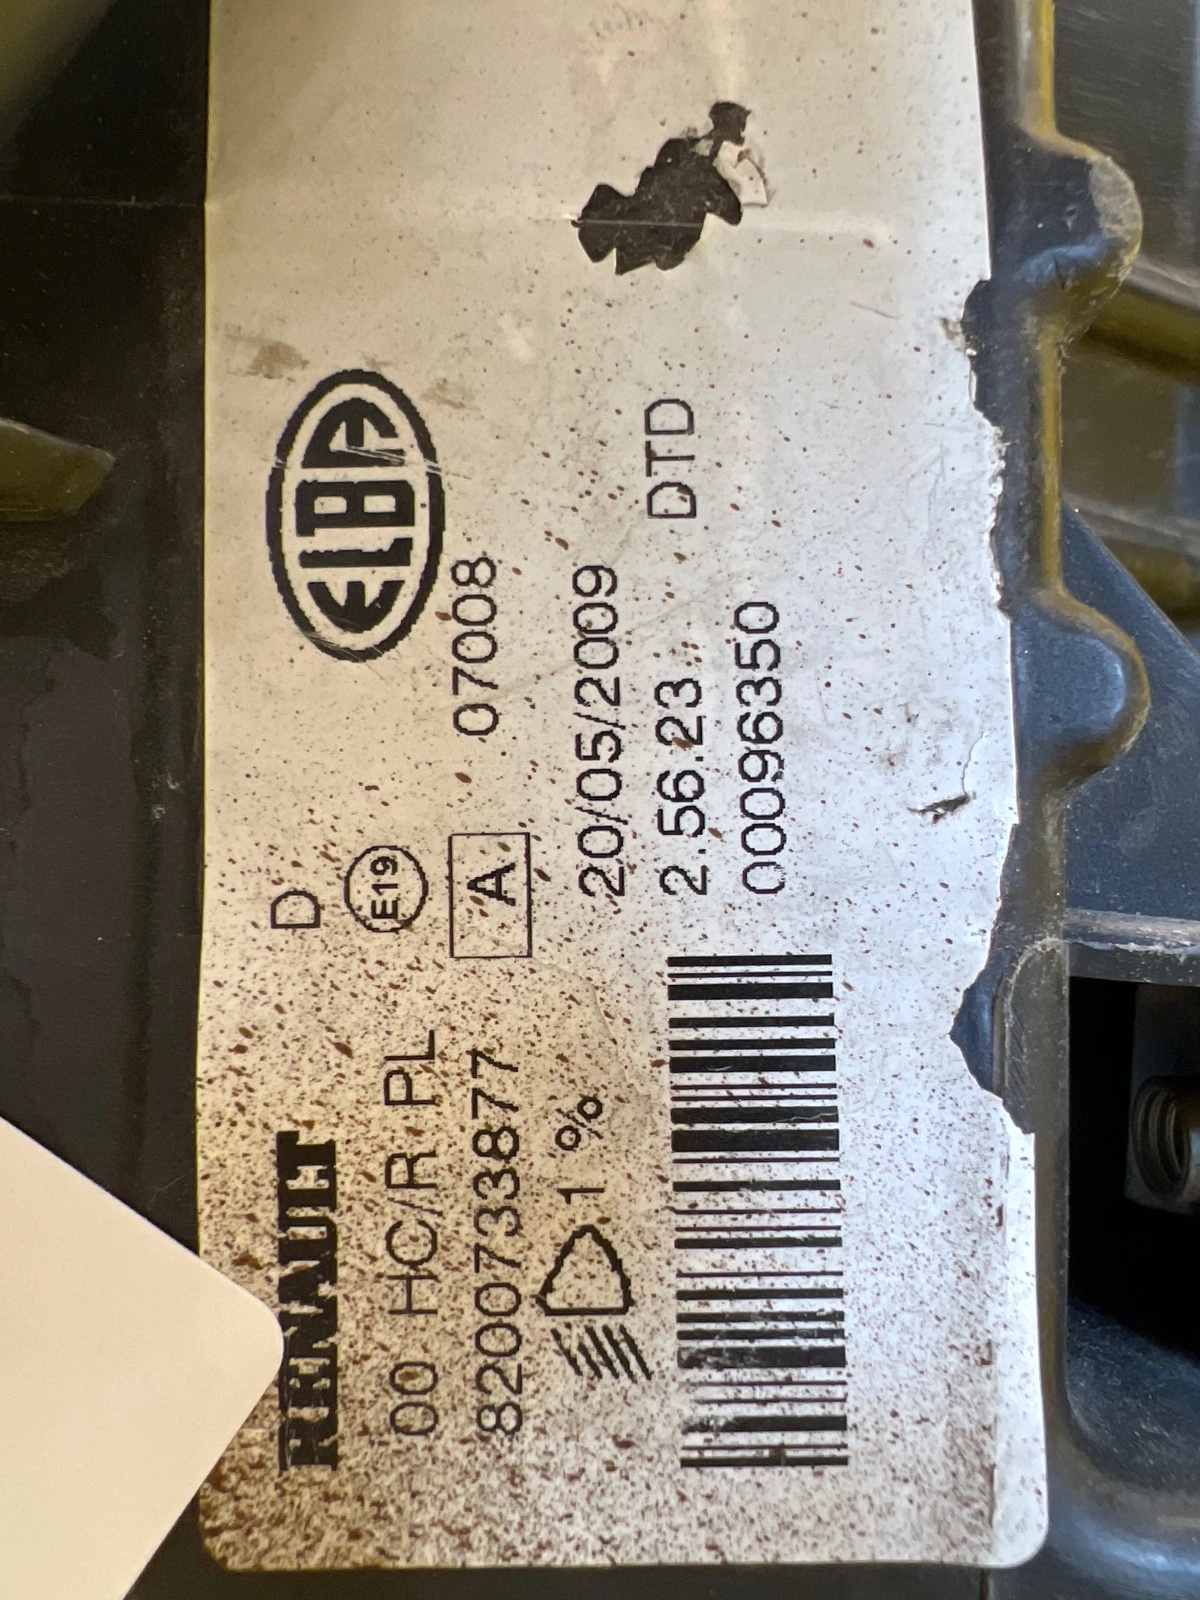 RENAULT D ELBA
00 HC/R PL E19
8200733877 A 07008
1 % 20/05/2009
2.56.23 DTD
00096350